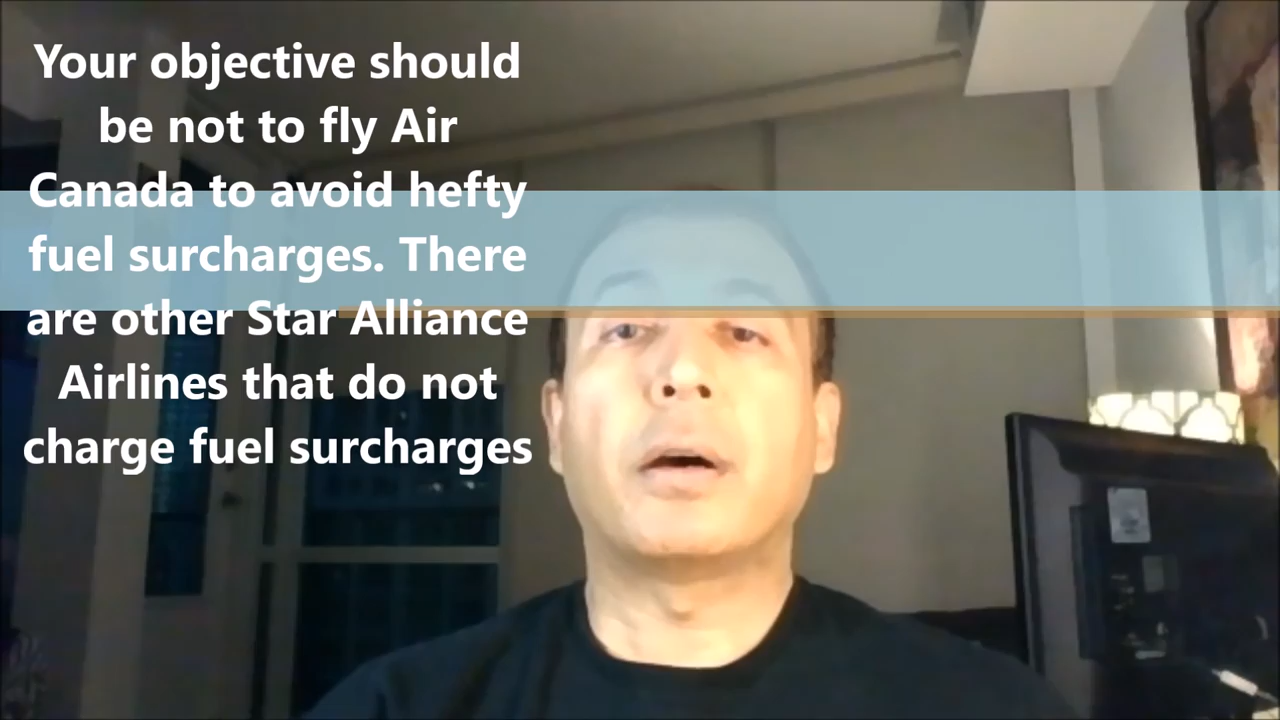 Your objective should
be not to fly Air
Canada to avoid hefty
fuel surcharges. There
are other Star Alliance
Airlines that do not
charge fuel surcharges